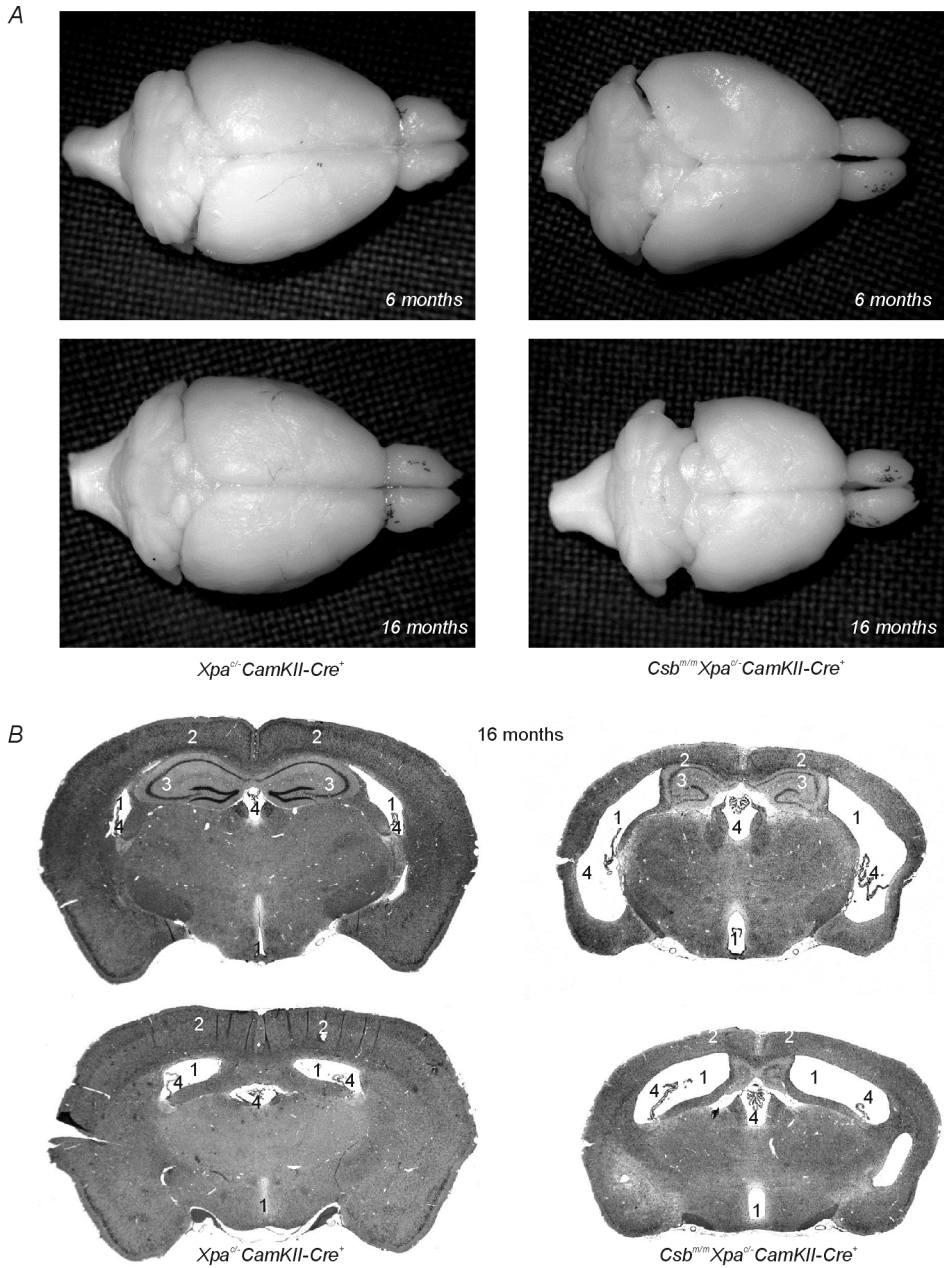 A
6 months
6 months
16 months
16 months
Xpa^c/- CamKII-Cre^+
Csb^m/m Xpa^c/- CamKII-Cre^+
B
16 months
2 2
3 3
1 4 1
4 4
1
2 2
3 3
1 4 1
4 4
1
2 2
1 1
4 4 4
1
2 2
4 1 1
4 4
1
Xpa^c/- CamKII-Cre^+
Csb^m/m Xpa^c/- CamKII-Cre^+